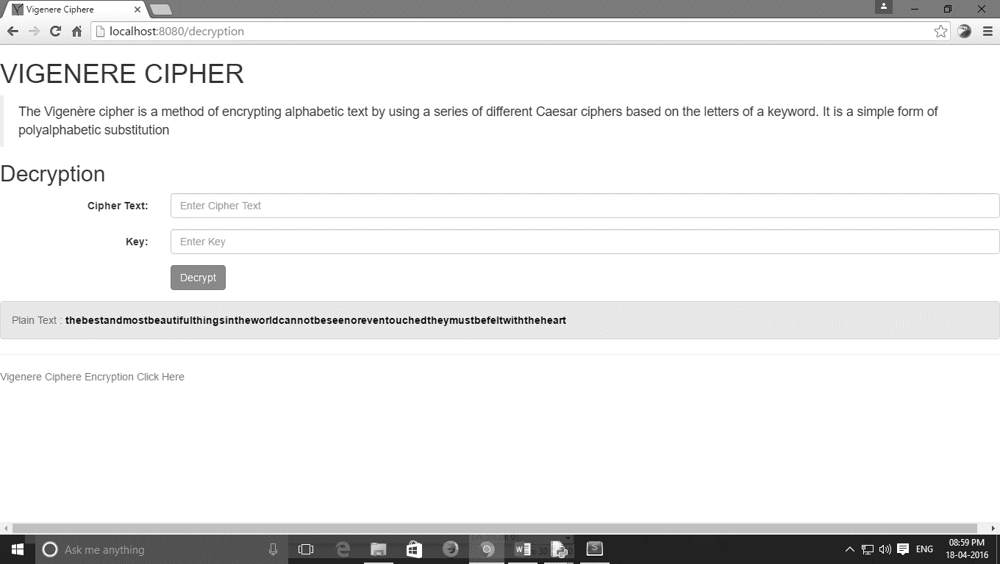 Vigenere Ciphere
localhost:8080/decryption
VIGENERE CIPHER
The Vigenère cipher is a method of encrypting alphabetic text by using a series of different Caesar ciphers based on the letters of a keyword. It is a simple form of
polyalphabetic substitution
Decryption
Cipher Text: Enter Cipher Text
Key: Enter Key
Decrypt
Plain Text : thebestandmostbeautifulthingsintheworldcannotbeseenoreventouchedtheymustbefeltwiththeheart
Vigenere Ciphere Encryption Click Here
Ask me anything
ENG
08:59 PM
18-04-2016